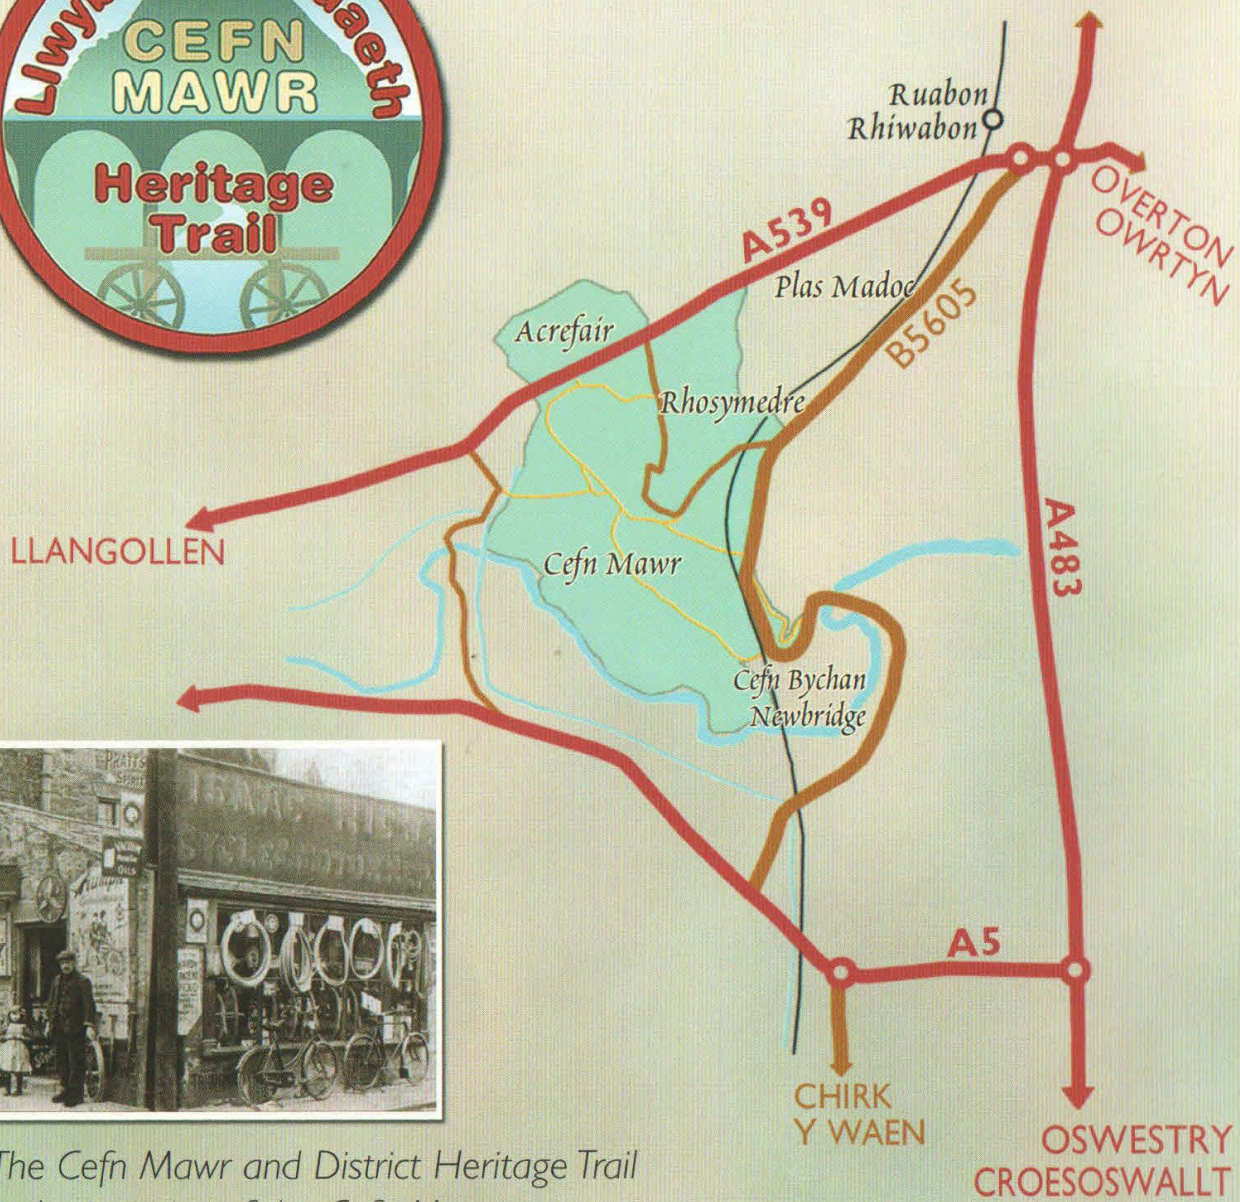 CEFN
MAWR
Heritage
Trail
Ruabon
Rhiwabon
OVERTON
OWRTYN
A539
Plas Madoc
B5605
Acrefair
Rhosymedre
LLANGOLLEN
A483
Cefn Mawr
Cefn Bychan
Newbridge
PRATTS
A5
CHIRK
Y WAEN
OSWESTRY
CROESOSWALLT
The Cefn Mawr and District Heritage Trail